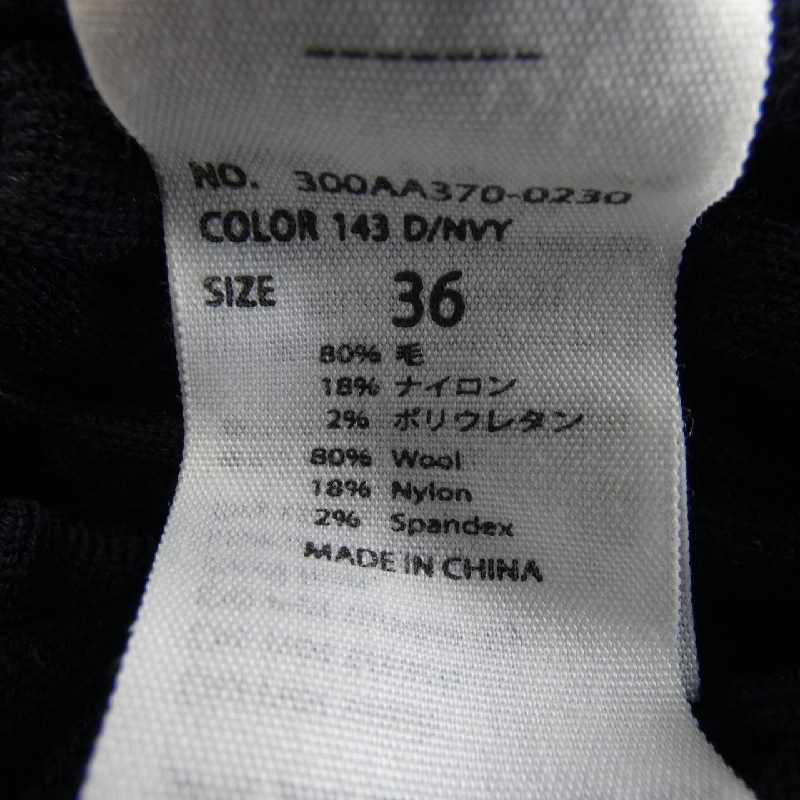 NO. 300AA370-0230
COLOR 143 D/NVY
SIZE 36
80% 毛
18% ナイロン
2% ポリウレタン
80% Wool
18% Nylon
2% Spandex
MADE IN CHINA